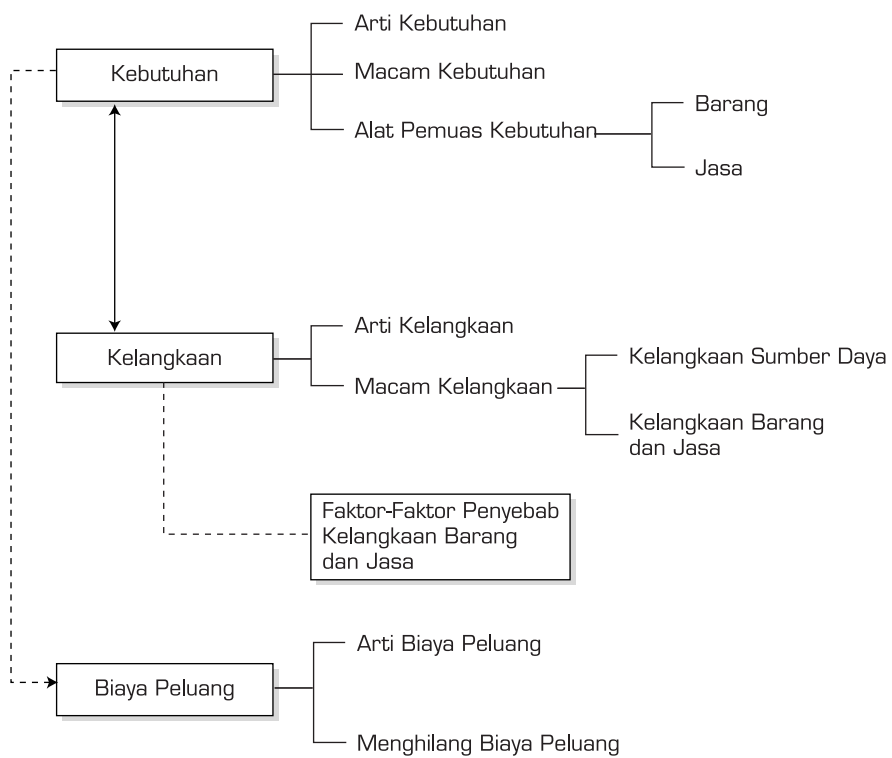 Kebutuhan
Arti Kebutuhan
Macam Kebutuhan
Alat Pemuas Kebutuhan
Barang
Jasa
Kelangkaan
Arti Kelangkaan
Macam Kelangkaan
Kelangkaan Sumber Daya
Kelangkaan Barang
dan Jasa
Faktor-Faktor Penyebab
Kelangkaan Barang
dan Jasa
Biaya Peluang
Arti Biaya Peluang
Menghilang Biaya Peluang